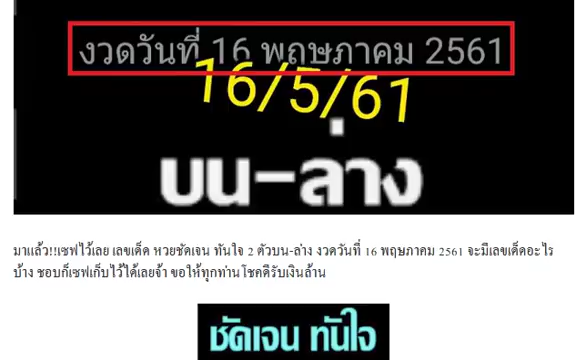 งวดวันที่ 16 พฤษภาคม 2561
16/5/61
บน-ล่าง
มาแล้ว!!เซฟไว้เลย เลขเด็ด หวยชัดเจน ทันใจ 2 ตัวบน-ล่าง งวดวันที่ 16 พฤษภาคม 2561 จะมีเลขเด็ดอะไร
บ้าง ชอบก็เซฟเก็บไว้ได้เลยจ้า ขอให้ทุกท่านโชคดีรับเงินล้าน
ชัดเจน ทันใจ